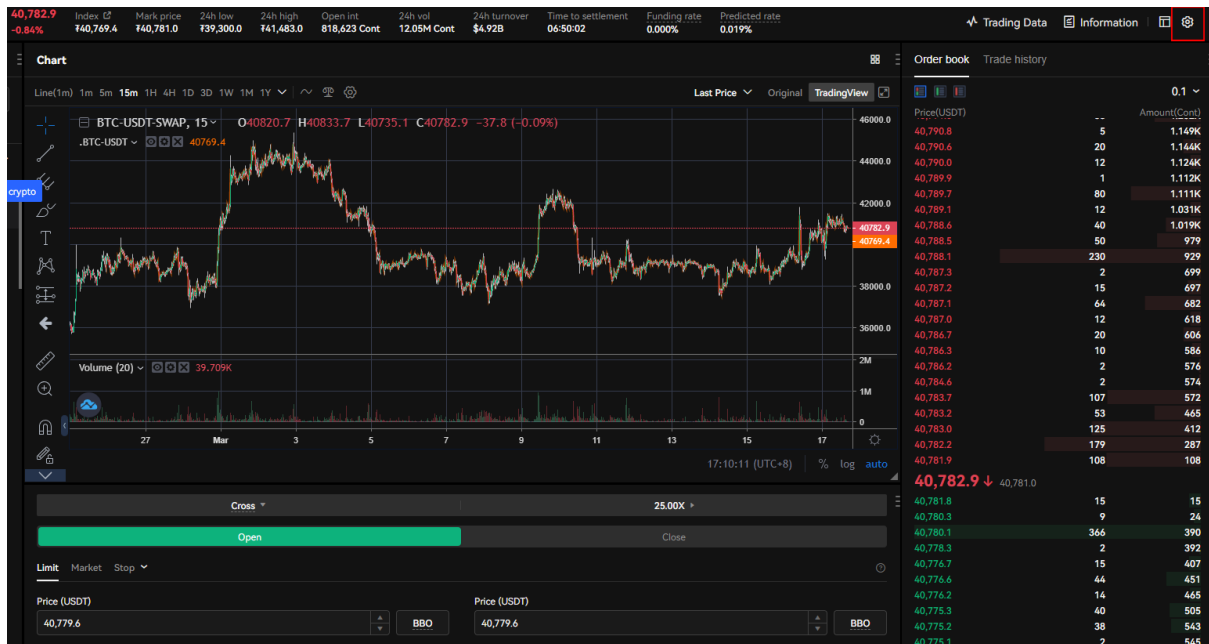 40,782.9
-0.84%
Index
₮40,769.4
Mark price
₮40,781.0
24h low
₮39,300.0
24h high
₮41,483.0
Open int
818,623 Cont
24h vol
12.05M Cont
24h turnover
$4.92B
Time to settlement
06:50:02
Funding rate
0.000%
Predicted rate
0.019%
Trading Data
Information
Chart
Line(1m) 1m 5m 15m 1H 4H 1D 3D 1W 1M 1Y
Last Price Original TradingView
BTC-USDT-SWAP, 15 O40820.7 H40833.7 L40735.1 C40782.9 -37.8 (-0.09%)
.BTC-USDT 40769.4
crypto
T
46000.0
44000.0
42000.0
40782.9
40769.4
38000.0
36000.0
Volume (20) 39.709K
2M
1M
0
27 Mar 3 5 7 9 11 13 15 17
17:10:11 (UTC+8) % log auto
Cross 25.00X
Open Close
Limit Market Stop
Price (USDT) Price (USDT)
40,779.6 BBO 40,779.6 BBO
Order book Trade history
0.1
Price(USDT) Amount(Cont)
40,790.8 5 1.149K
40,790.6 20 1.144K
40,790.0 12 1.124K
40,789.9 1 1.112K
40,789.7 80 1.111K
40,789.1 12 1.031K
40,788.6 40 1.019K
40,788.5 50 979
40,788.1 230 929
40,787.3 2 699
40,787.2 15 697
40,787.1 64 682
40,787.0 12 618
40,786.7 20 606
40,786.3 10 586
40,786.2 2 576
40,784.6 2 574
40,783.7 107 572
40,783.2 53 465
40,783.0 125 412
40,782.2 179 287
40,781.9 108 108
40,782.9 40,781.0
40,781.8 15 15
40,780.3 9 24
40,780.1 366 390
40,778.3 2 392
40,776.7 15 407
40,776.6 44 451
40,776.2 14 465
40,775.3 40 505
40,775.2 38 543
40,775.1 2 545